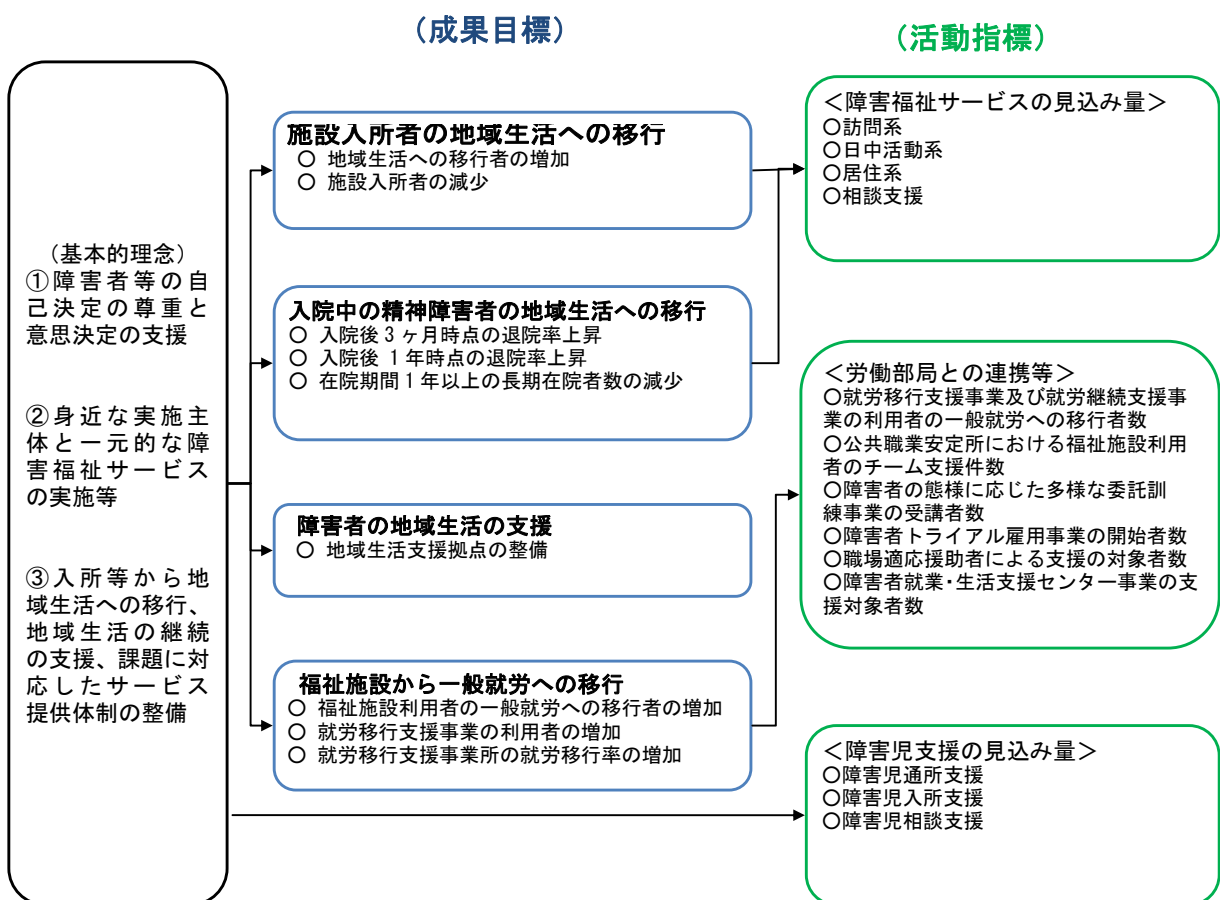 (成果目標)
(活動指標)
(基本的理念)
①障害者等の自
己決定の尊重と
意思決定の支援
②身近な実施主
体と一元的な障
害福祉サービス
の実施等
③入所等から地
域生活への移行、
地域生活の継続
の支援、課題に対
応したサービス
提供体制の整備
施設入所者の地域生活への移行
○ 地域生活への移行者の増加
○ 施設入所者の減少
入院中の精神障害者の地域生活への移行
○ 入院後3ヶ月時点の退院率上昇
○ 入院後 1年時点の退院率上昇
○ 在院期間1年以上の長期在院者数の減少
障害者の地域生活の支援
○ 地域生活支援拠点の整備
福祉施設から一般就労への移行
○ 福祉施設利用者の一般就労への移行者の増加
○ 就労移行支援事業の利用者の増加
○ 就労移行支援事業所の就労移行率の増加
<障害福祉サービスの見込み量>
○訪問系
○日中活動系
○居住系
○相談支援
<労働部局との連携等>
○就労移行支援事業及び就労継続支援事
業の利用者の一般就労への移行者数
○公共職業安定所における福祉施設利用
者のチーム支援件数
○障害者の態様に応じた多様な委託訓
練事業の受講者数
○障害者トライアル雇用事業の開始者数
○職場適応援助者による支援の対象者数
○障害者就業・生活支援センター事業の支
援対象者数
<障害児支援の見込み量>
○障害児通所支援
○障害児入所支援
○障害児相談支援